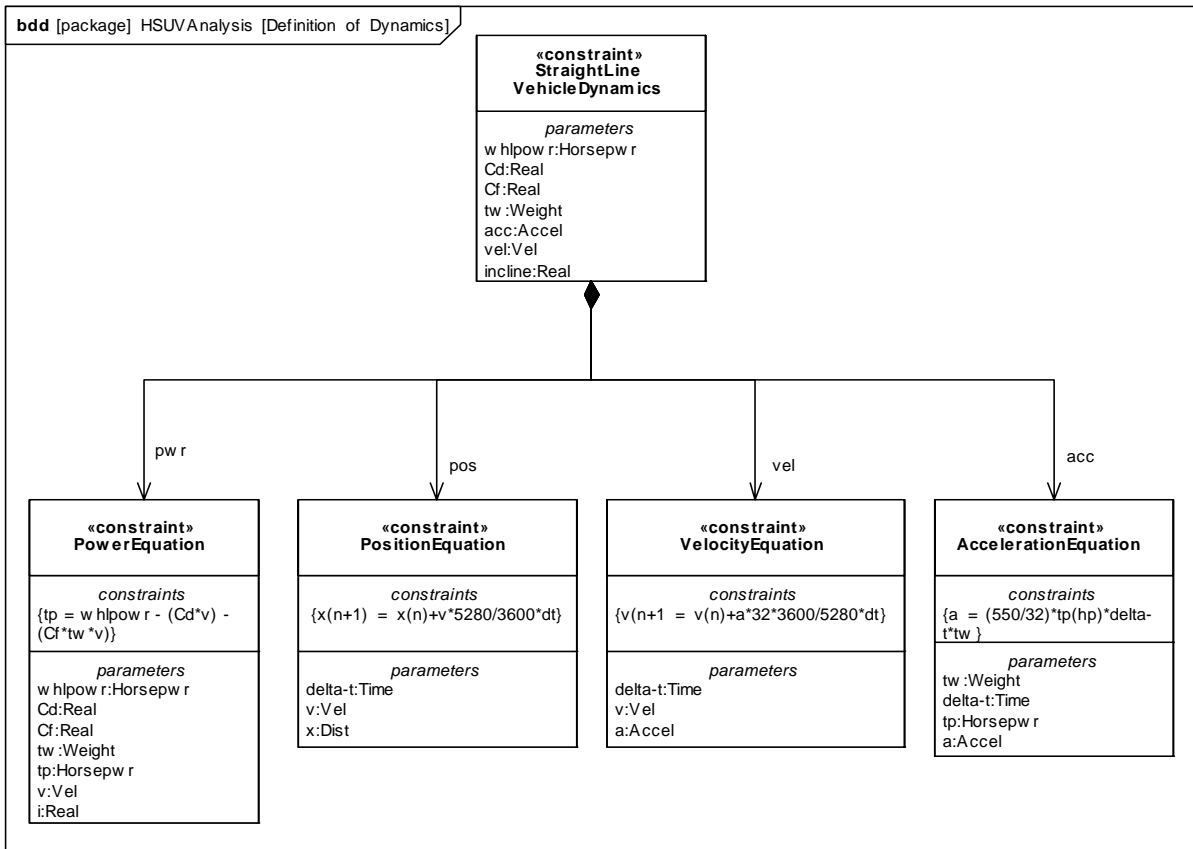 bdd [package] HSUVAnalysis [Definition of Dynamics]
«constraint»
StraightLine
VehicleDynamics
parameters
whlpowr:Horsepwr
Cd:Real
Cf:Real
tw:Weight
acc:Accel
vel:Vel
incline:Real
pwr
pos
vel
acc
«constraint»
PowerEquation
constraints
{tp = whlpowr - (Cd*v) -
(Cf*tw*v)}
parameters
whlpowr:Horsepwr
Cd:Real
Cf:Real
tw:Weight
tp:Horsepwr
v:Vel
i:Real
«constraint»
PositionEquation
constraints
{x(n+1) = x(n)+v*5280/3600*dt}
parameters
delta-t:Time
v:Vel
x:Dist
«constraint»
VelocityEquation
constraints
{v(n+1 = v(n)+a*32*3600/5280*dt}
parameters
delta-t:Time
v:Vel
a:Accel
«constraint»
AccelerationEquation
constraints
{a = (550/32)*tp(hp)*delta-
t*tw}
parameters
tw:Weight
delta-t:Time
tp:Horsepwr
a:Accel